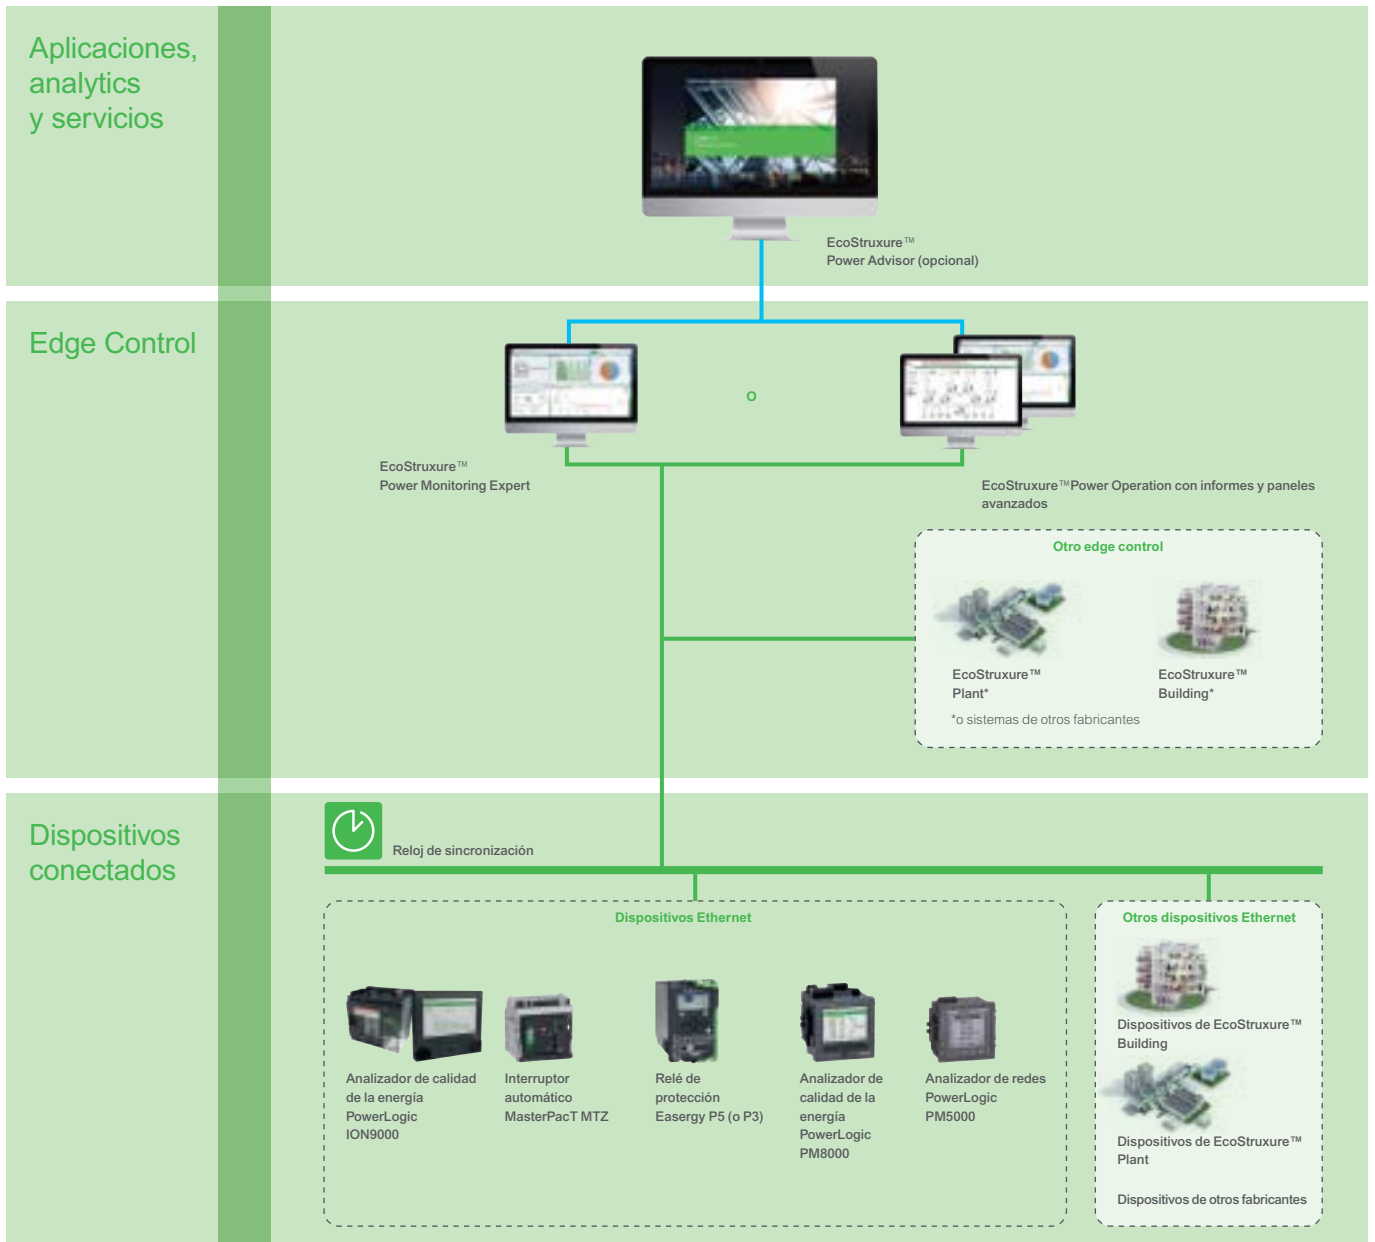 Aplicaciones,
analytics
y servicios
EcoStruxure™
Power Advisor (opcional)
Edge Control
O
EcoStruxure™
Power Monitoring Expert
EcoStruxure™Power Operation con informes y paneles
avanzados
Otro edge control
EcoStruxure™
Plant*
EcoStruxure™
Building*
*o sistemas de otros fabricantes
Dispositivos
conectados
Reloj de sincronización
Dispositivos Ethernet
Analizador de calidad
de la energía
PowerLogic
ION9000
Interruptor
automático
MasterPacT MTZ
Relé de
protección
Easergy P5 (o P3)
Analizador de
calidad de la
energía
PowerLogic
PM8000
Analizador de redes
PowerLogic
PM5000
Otros dispositivos Ethernet
Dispositivos de EcoStruxure™
Building
Dispositivos de EcoStruxure™
Plant
Dispositivos de otros fabricantes